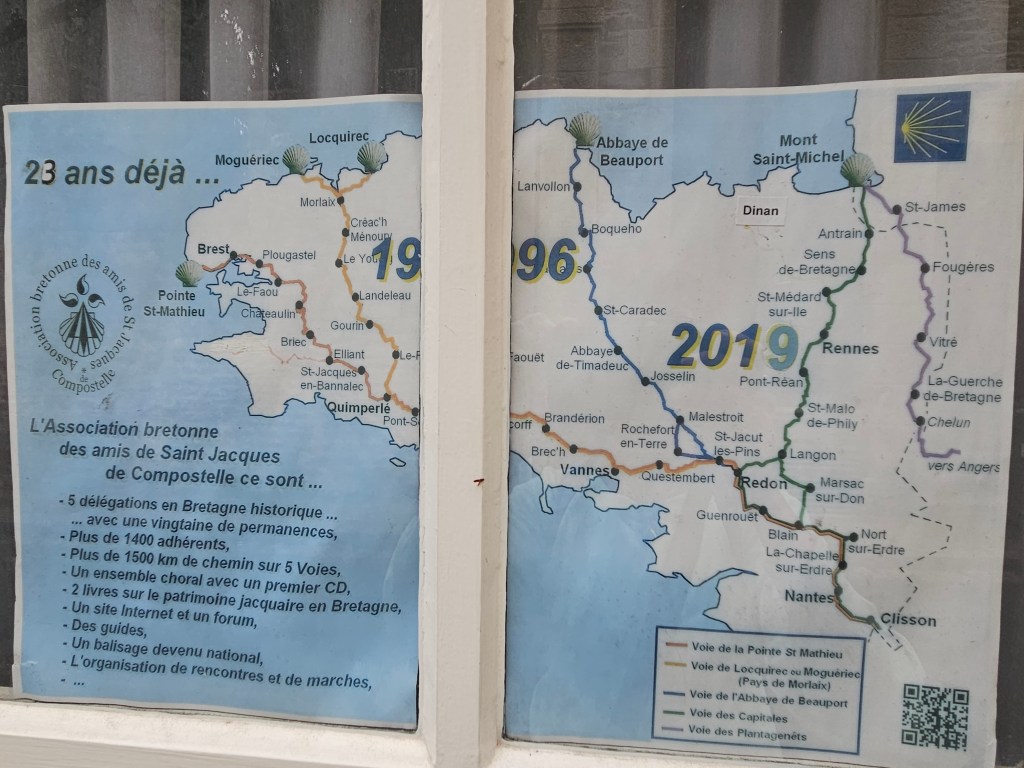 23 ans déjà ...
Association bretonne des amis de St Jacques
de
Compostelle
L'Association bretonne
des amis de Saint Jacques
de Compostelle ce sont ...
- 5 délégations en Bretagne historique ...
... avec une vingtaine de permanences,
- Plus de 1400 adhérents,
- Plus de 1500 km de chemin sur 5 Voies,
- Un ensemble choral avec un premier CD,
- 2 livres sur le patrimoine jacquaire en Bretagne,
- Un site Internet et un forum,
- Des guides,
- Un balisage devenu national,
- L'organisation de rencontres et de marches,
- ...
Locquirec
Moguériec
Morlaix
Créac'h
Ménoury
Brest
Plougastel
Pointe
St-Mathieu
Le-Faou
Landeleau
Chateaulin
Gourin
Briec
Elliant
St-Jacques
en-Bannalec
Quimperlé
19
96
2019
Abbaye de
Beauport
Lanvollon
Boqueho
St-Caradec
Abbaye
de-Timadeuc
Josselin
Malestroit
Rochefort
en-Terre
St-Jacut
les-Pins
Brandérion
Brec'h
Vannes
Questembert
Redon
Mont
Saint-Michel
Dinan
St-James
Antrain
Sens
de-Bretagne
Fougères
St-Médard
sur-Ile
Rennes
Vitré
Pont-Réan
La-Guerche
de-Bretagne
St-Malo
de-Phily
Chelun
Langon
vers Angers
Marsac
sur-Don
Guenrouët
Blain
Nort
sur-Erdre
La-Chapelle
sur-Erdre
Nantes
Clisson
Voie de la Pointe St Mathieu
Voie de Locquirec ou Moguériec
(Pays de Morlaix)
Voie de l'Abbaye de Beauport
Voie des Capitales
Voie des Plantagenêts